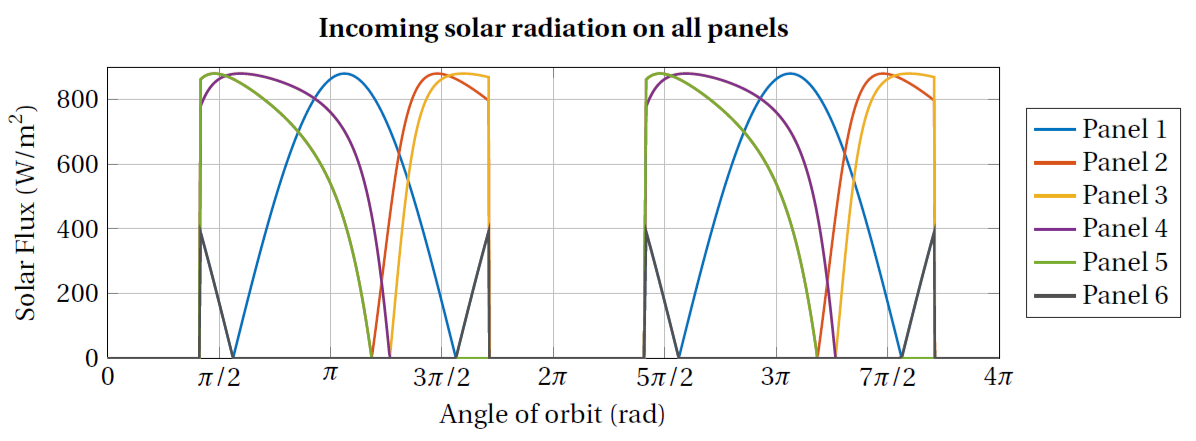 Incoming solar radiation on all panels
Solar Flux (W/m²)
800
600
400
200
0
0 π/2 π 3π/2 2π 5π/2 3π 7π/2 4π
Angle of orbit (rad)
Panel 1
Panel 2
Panel 3
Panel 4
Panel 5
Panel 6